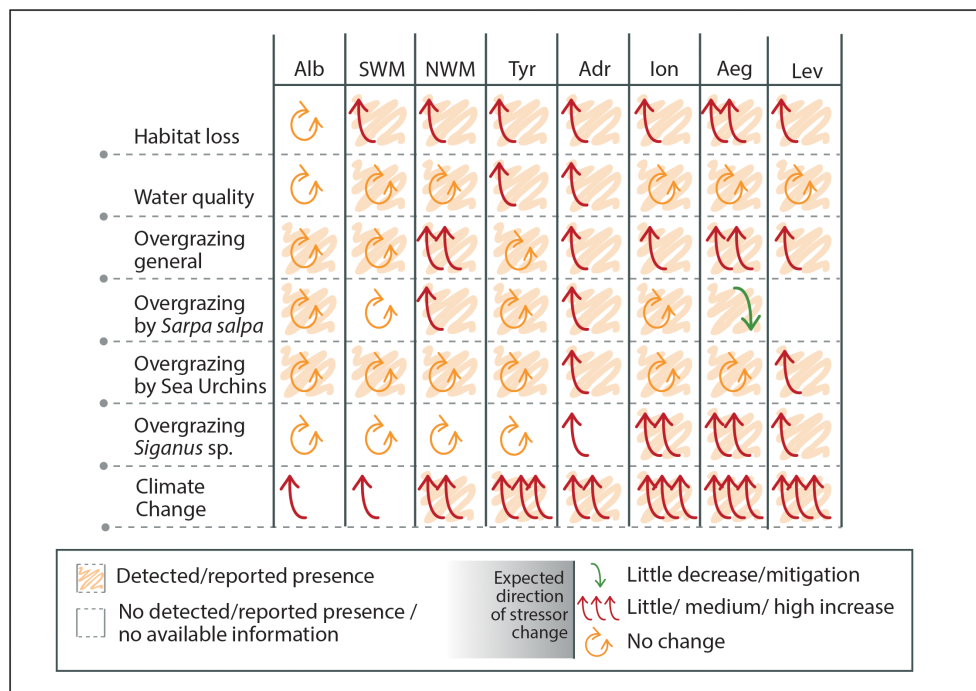 Alb SWM NWM Tyr Adr Ion Aeg Lev
Habitat loss
Water quality
Overgrazing
general
Overgrazing
by Sarpa salpa
Overgrazing
by Sea Urchins
Overgrazing
Siganus sp.
Climate
Change
Detected/reported presence
No detected/reported presence /
no available information
Expected
direction
of stressor
change
Little decrease/mitigation
Little/ medium/ high increase
No change